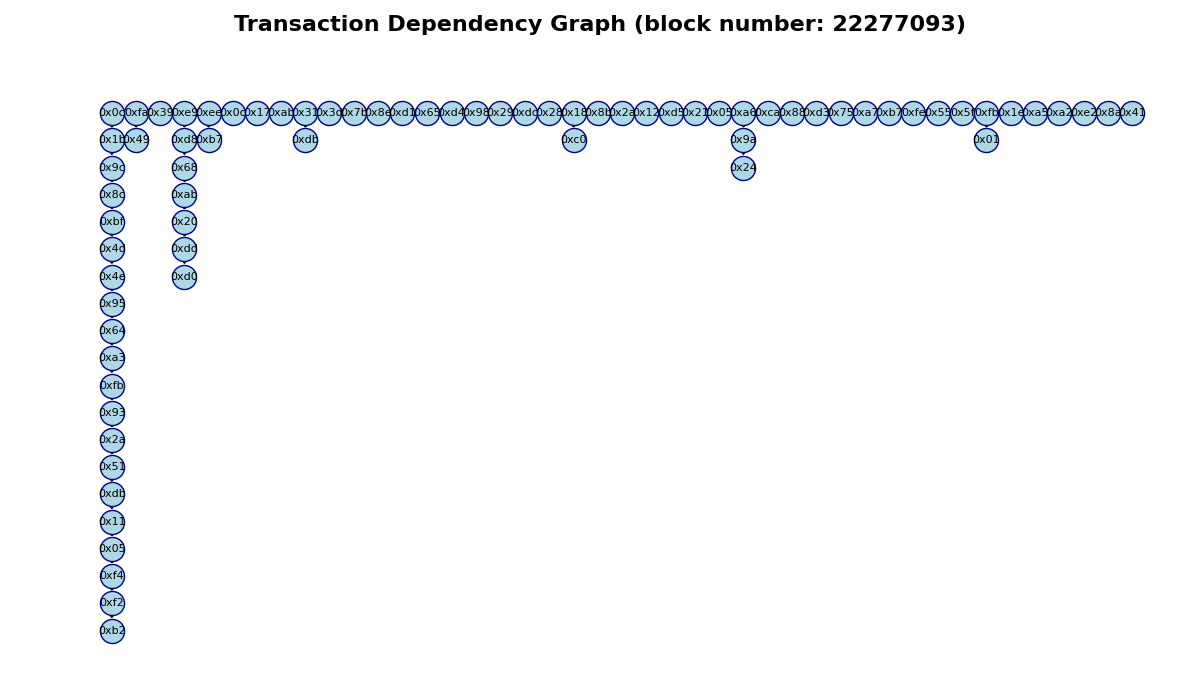 Transaction Dependency Graph (block number: 22277093)
0x0c 0xfa 0x39 0xe9 0xee 0x0c 0x17 0xab 0x31 0x3c 0x7b 0x8e 0xd1 0x65 0xd4 0x98 0x29 0xdc 0x28 0x18 0x8b 0x2a 0x12 0xd5 0x21 0x05 0xa6 0xca 0x88 0xd3 0x75 0xa7 0xb7 0xfe 0x55 0x5f 0xfb 0x1e 0xa5 0xa2 0xe2 0x8a 0x41
0x1b 0x49 0xd8 0xb7 0xdb 0xc0 0x9a 0x01
0x9c 0x68 0x24
0x8c 0xab
0xbf 0x20
0x4d 0xdd
0x4e 0xd0
0x95
0x64
0xa3
0xfb
0x93
0x2a
0x51
0xdb
0x11
0x05
0xf4
0xf2
0xb2